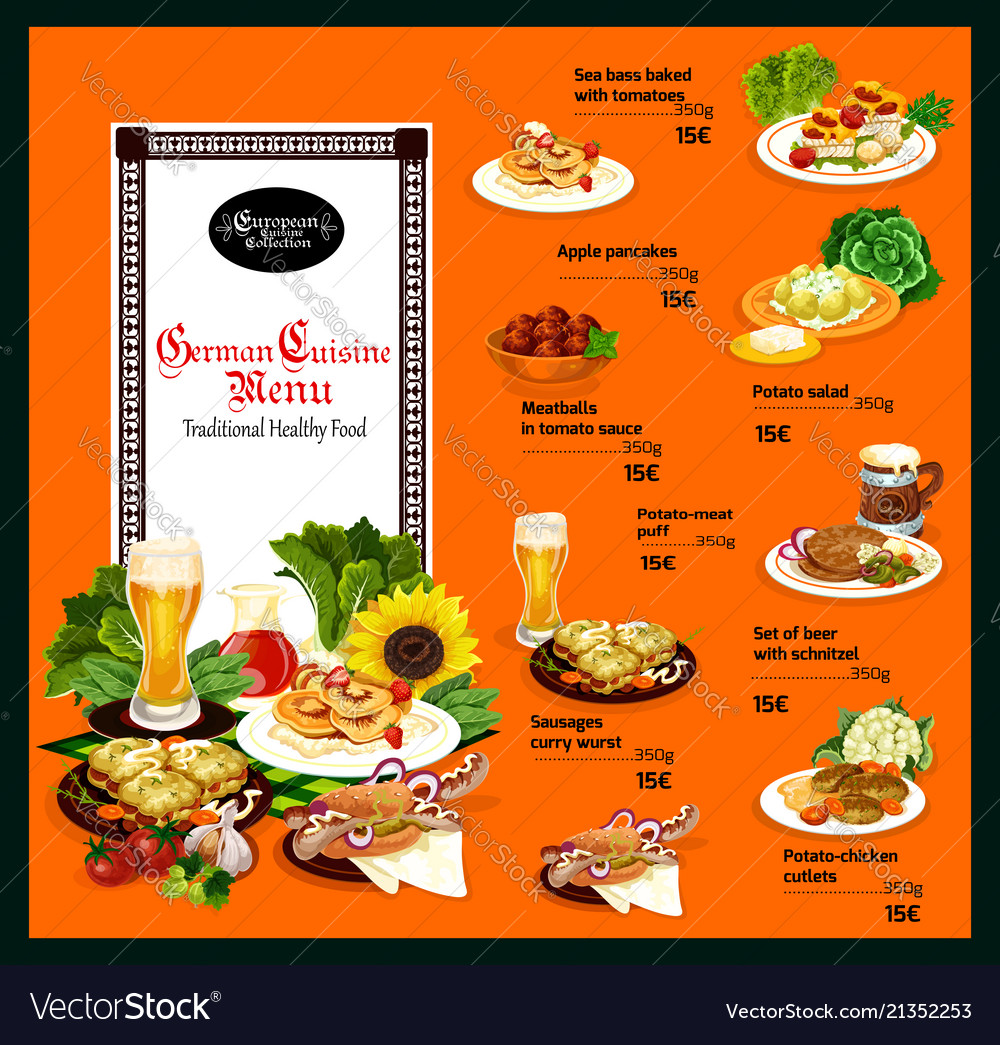 European
Cuisine
Collection
German Cuisine
Menu
Traditional Healthy Food
Sea bass baked
with tomatoes
............350g
15€
Apple pancakes
..................350g
15€
Meatballs
in tomato sauce
..................350g
15€
Potato salad
..................350g
15€
Potato-meat
puff
..........350g
15€
Set of beer
with schnitzel
.................350g
15€
Sausages
curry wurst
..................350g
15€
Potato-chicken
cutlets
.................350g
15€
VectorStock®
VectorStock.com/21352253